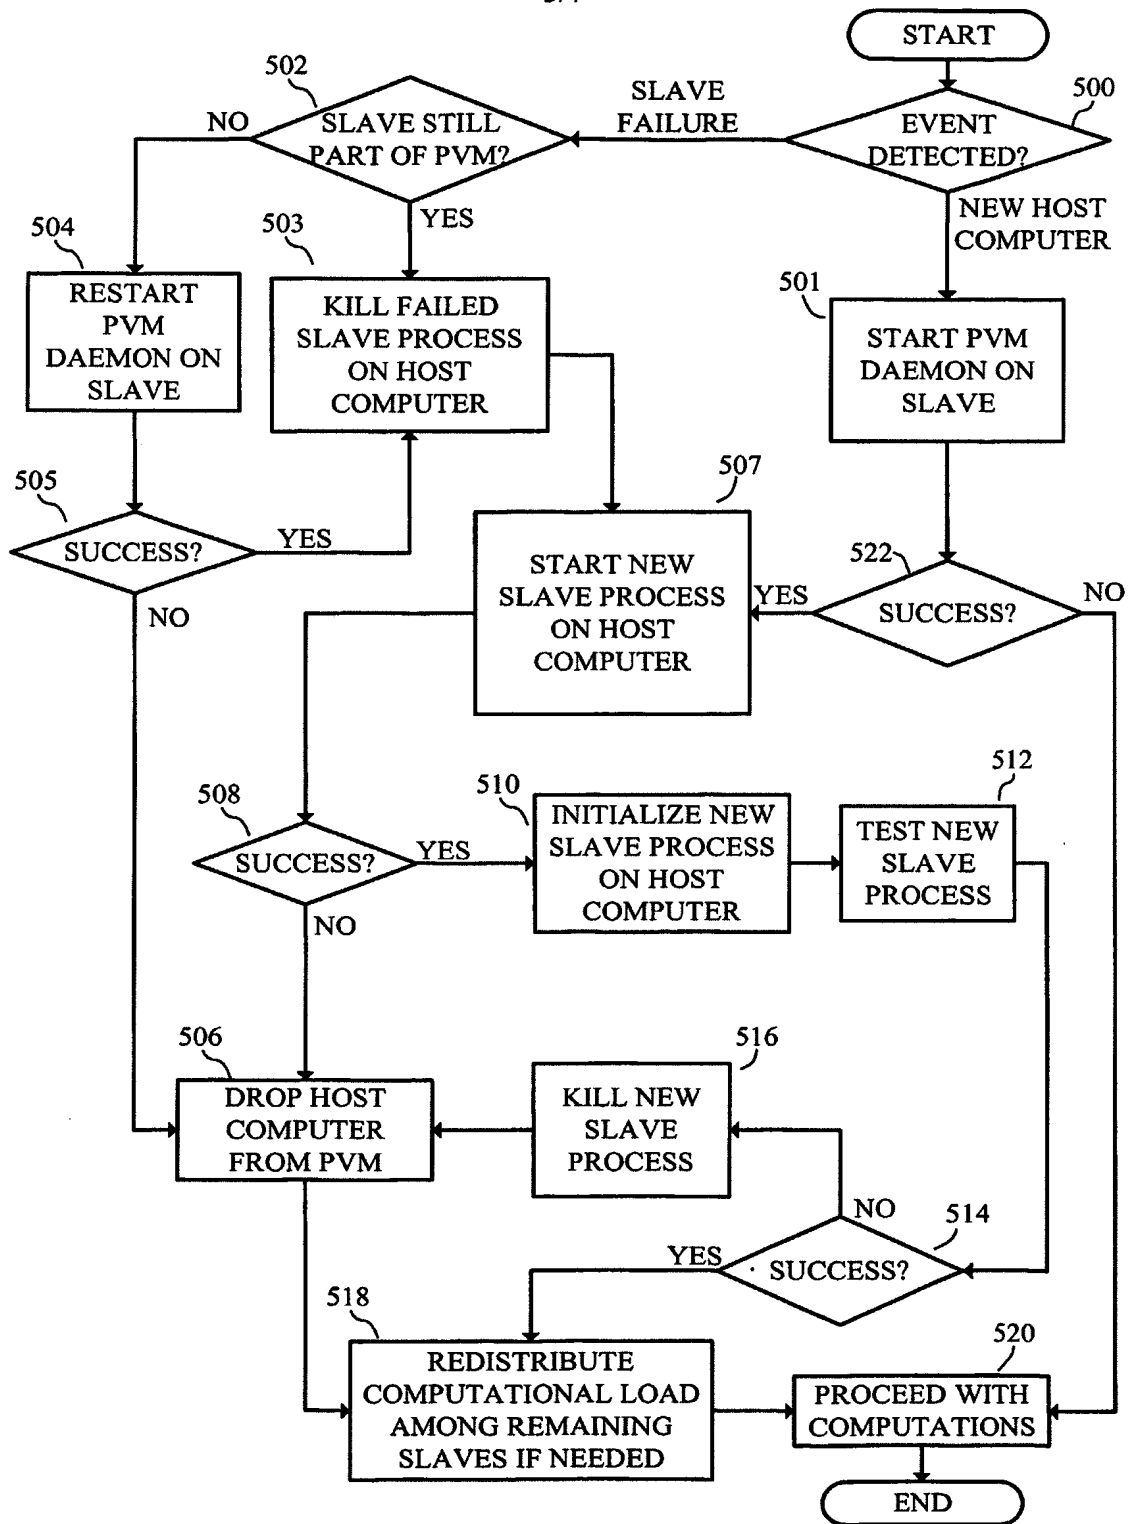 START
500
EVENT
DETECTED?
SLAVE
FAILURE
502
SLAVE STILL
PART OF PVM?
NO
YES
NEW HOST
COMPUTER
504
RESTART
PVM
DAEMON ON
SLAVE
503
KILL FAILED
SLAVE PROCESS
ON HOST
COMPUTER
501
START PVM
DAEMON ON
SLAVE
505
SUCCESS?
YES
NO
507
START NEW
SLAVE PROCESS
ON HOST
COMPUTER
522
SUCCESS?
YES
NO
508
SUCCESS?
YES
NO
510
INITIALIZE NEW
SLAVE PROCESS
ON HOST
COMPUTER
512
TEST NEW
SLAVE
PROCESS
506
DROP HOST
COMPUTER
FROM PVM
516
KILL NEW
SLAVE
PROCESS
514
SUCCESS?
NO
YES
518
REDISTRIBUTE
COMPUTATIONAL LOAD
AMONG REMAINING
SLAVES IF NEEDED
520
PROCEED WITH
COMPUTATIONS
END